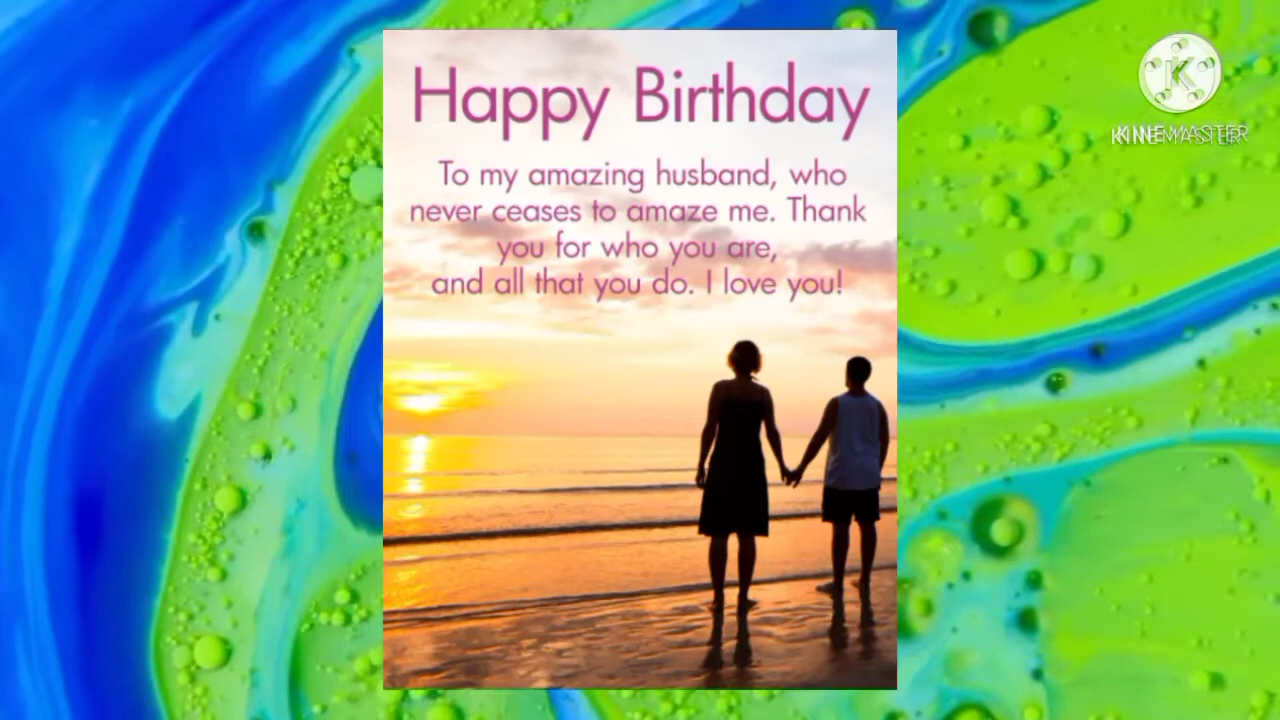 Happy Birthday
To my amazing husband, who
never ceases to amaze me. Thank
you for who you are,
and all that you do. I love you!
K
KINEMASTER